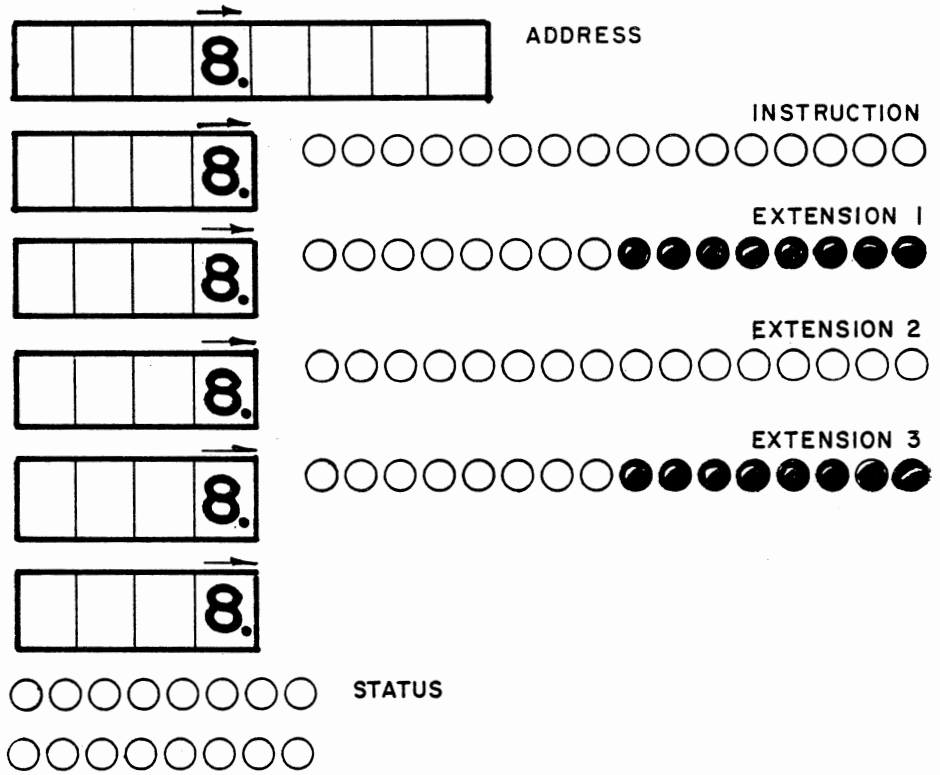 8. ADDRESS
INSTRUCTION
8.
EXTENSION 1
8.
EXTENSION 2
8.
EXTENSION 3
8.
8.
STATUS